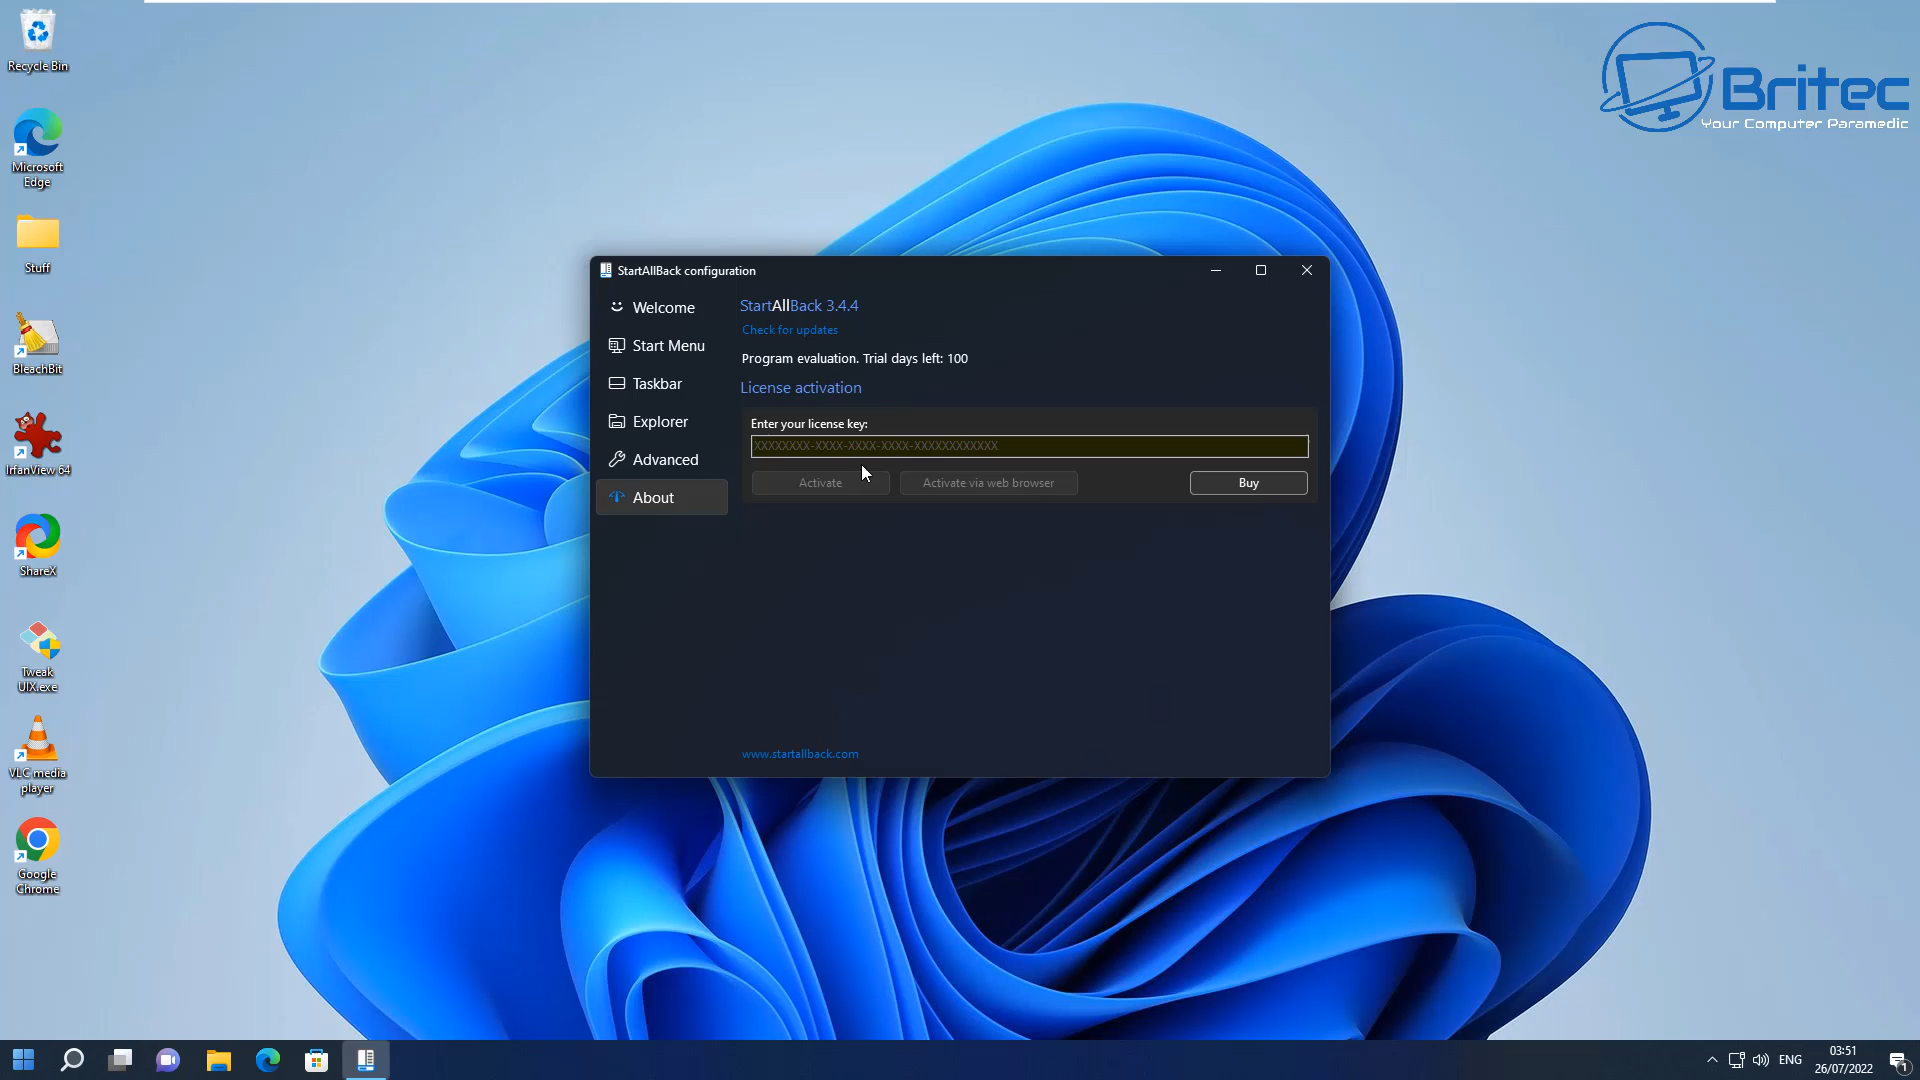 Recycle Bin
Microsoft
Edge
Stuff
BleachBit
IrfanView 64
ShareX
Tweak
UIX.exe
VLC media
player
Google
Chrome
Britec
Your Computer Paramedic
StartAllBack configuration
Welcome
Start Menu
Taskbar
Explorer
Advanced
About
StartAllBack 3.4.4
Check for updates
Program evaluation. Trial days left: 100
License activation
Enter your license key:
XXXXXXXX-XXXX-XXXX-XXXX-XXXXXXXXXXXX
Activate
Activate via web browser
Buy
www.startallback.com
ENG
03:51
26/07/2022
1